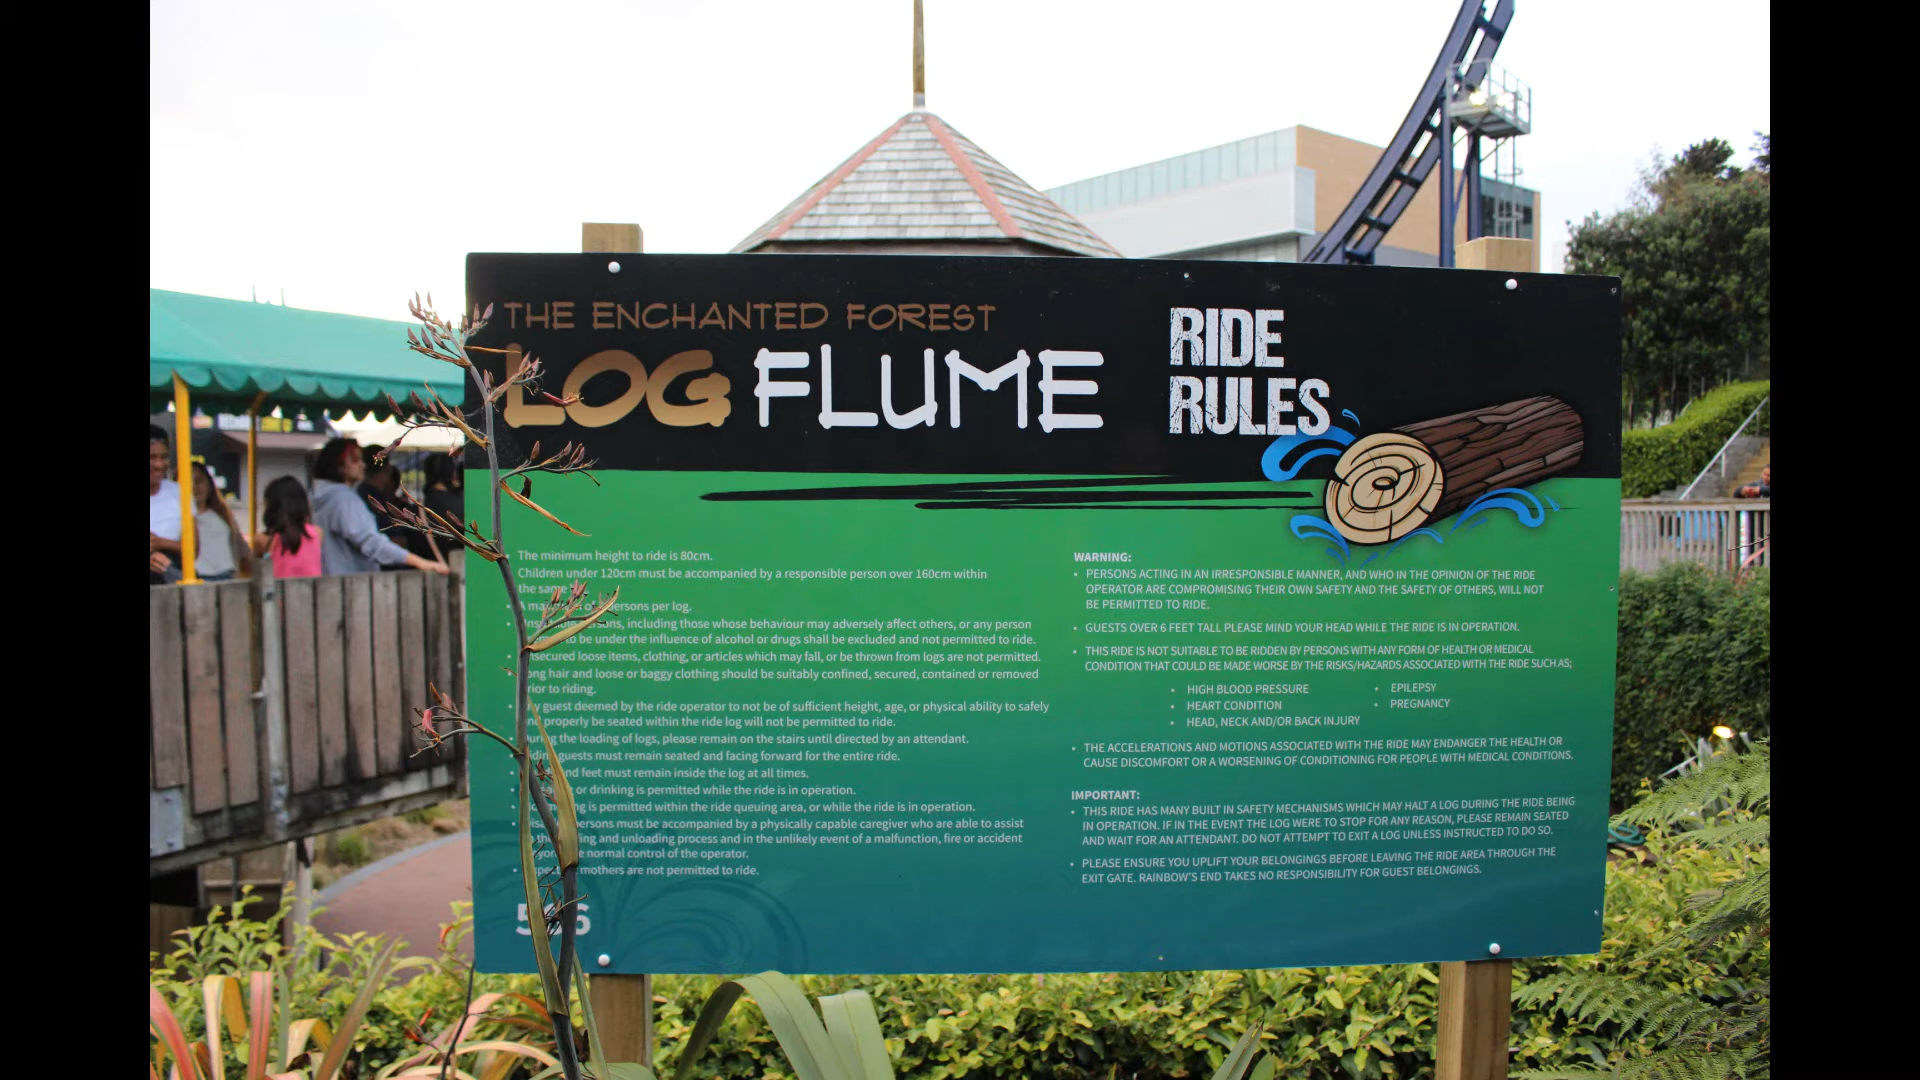 THE ENCHANTED FOREST
LOG FLUME
RIDE
RULES
The minimum height to ride is 80cm.
Children under 120cm must be accompanied by a responsible person over 160cm within
the same
A of persons per log.
persons, including those whose behaviour may adversely affect others, or any person
to be under the influence of alcohol or drugs shall be excluded and not permitted to ride.
Unsecured loose items, clothing, or articles which may fall, or be thrown from logs are not permitted.
Long hair and loose or baggy clothing should be suitably confined, secured, contained or removed
prior to riding.
Any guest deemed by the ride operator to not be of sufficient height, age, or physical ability to safely
and properly be seated within the ride log will not be permitted to ride.
During the loading of logs, please remain on the stairs until directed by an attendant.
Riding guests must remain seated and facing forward for the entire ride.
and feet must remain inside the log at all times.
or drinking is permitted while the ride is in operation.
is permitted within the ride queuing area, or while the ride is in operation.
persons must be accompanied by a physically capable caregiver who are able to assist
the and unloading process and in the unlikely event of a malfunction, fire or accident
beyond the normal control of the operator.
Expectant mothers are not permitted to ride.
WARNING:
• PERSONS ACTING IN AN IRRESPONSIBLE MANNER, AND WHO IN THE OPINION OF THE RIDE
OPERATOR ARE COMPROMISING THEIR OWN SAFETY AND THE SAFETY OF OTHERS, WILL NOT
BE PERMITTED TO RIDE.
• GUESTS OVER 6 FEET TALL PLEASE MIND YOUR HEAD WHILE THE RIDE IS IN OPERATION.
• THIS RIDE IS NOT SUITABLE TO BE RIDDEN BY PERSONS WITH ANY FORM OF HEALTH OR MEDICAL
CONDITION THAT COULD BE MADE WORSE BY THE RISKS/HAZARDS ASSOCIATED WITH THE RIDE SUCH AS;
• HIGH BLOOD PRESSURE
• HEART CONDITION
• HEAD, NECK AND/OR BACK INJURY
• EPILEPSY
• PREGNANCY
• THE ACCELERATIONS AND MOTIONS ASSOCIATED WITH THE RIDE MAY ENDANGER THE HEALTH OR
CAUSE DISCOMFORT OR A WORSENING OF CONDITIONING FOR PEOPLE WITH MEDICAL CONDITIONS.
IMPORTANT:
• THIS RIDE HAS MANY BUILT IN SAFETY MECHANISMS WHICH MAY HALT A LOG DURING THE RIDE BEING
IN OPERATION. IF IN THE EVENT THE LOG WERE TO STOP FOR ANY REASON, PLEASE REMAIN SEATED
AND WAIT FOR AN ATTENDANT. DO NOT ATTEMPT TO EXIT A LOG UNLESS INSTRUCTED TO DO SO.
• PLEASE ENSURE YOU UPLIFT YOUR BELONGINGS BEFORE LEAVING THE RIDE AREA THROUGH THE
EXIT GATE. RAINBOW'S END TAKES NO RESPONSIBILITY FOR GUEST BELONGINGS.